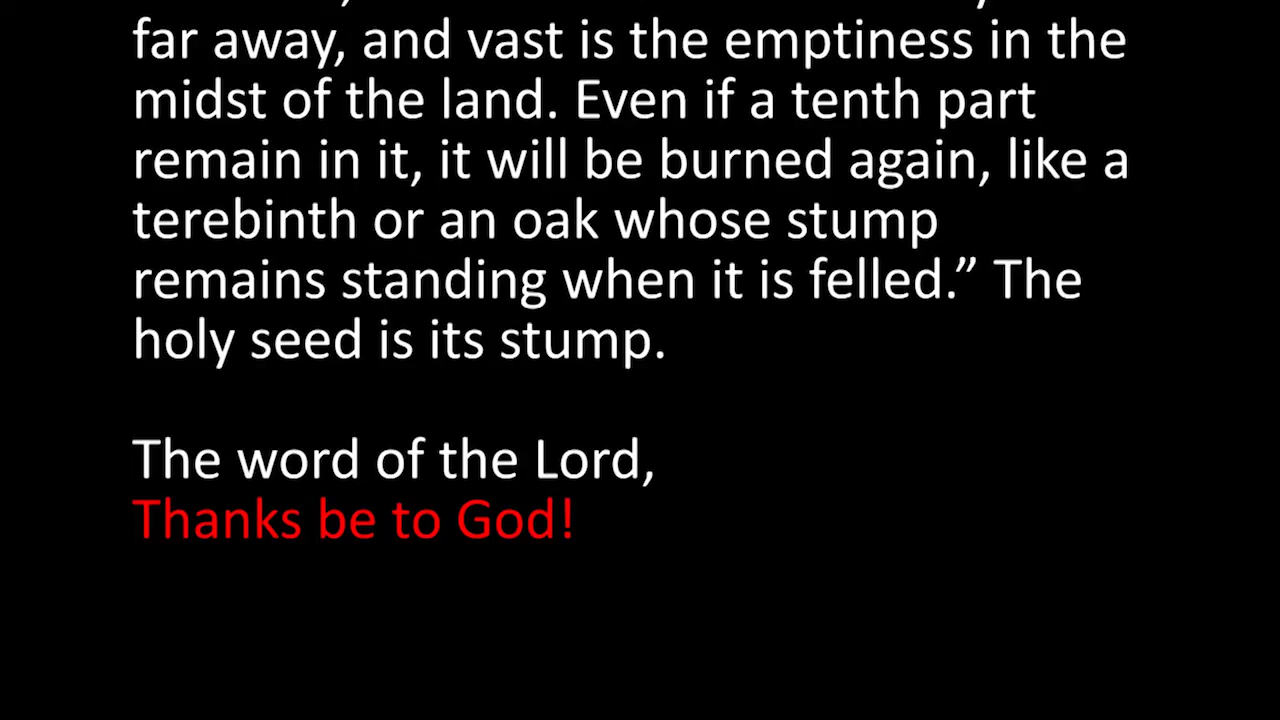 far away, and vast is the emptiness in the
midst of the land. Even if a tenth part
remain in it, it will be burned again, like a
terebinth or an oak whose stump
remains standing when it is felled.” The
holy seed is its stump.
The word of the Lord,
Thanks be to God!